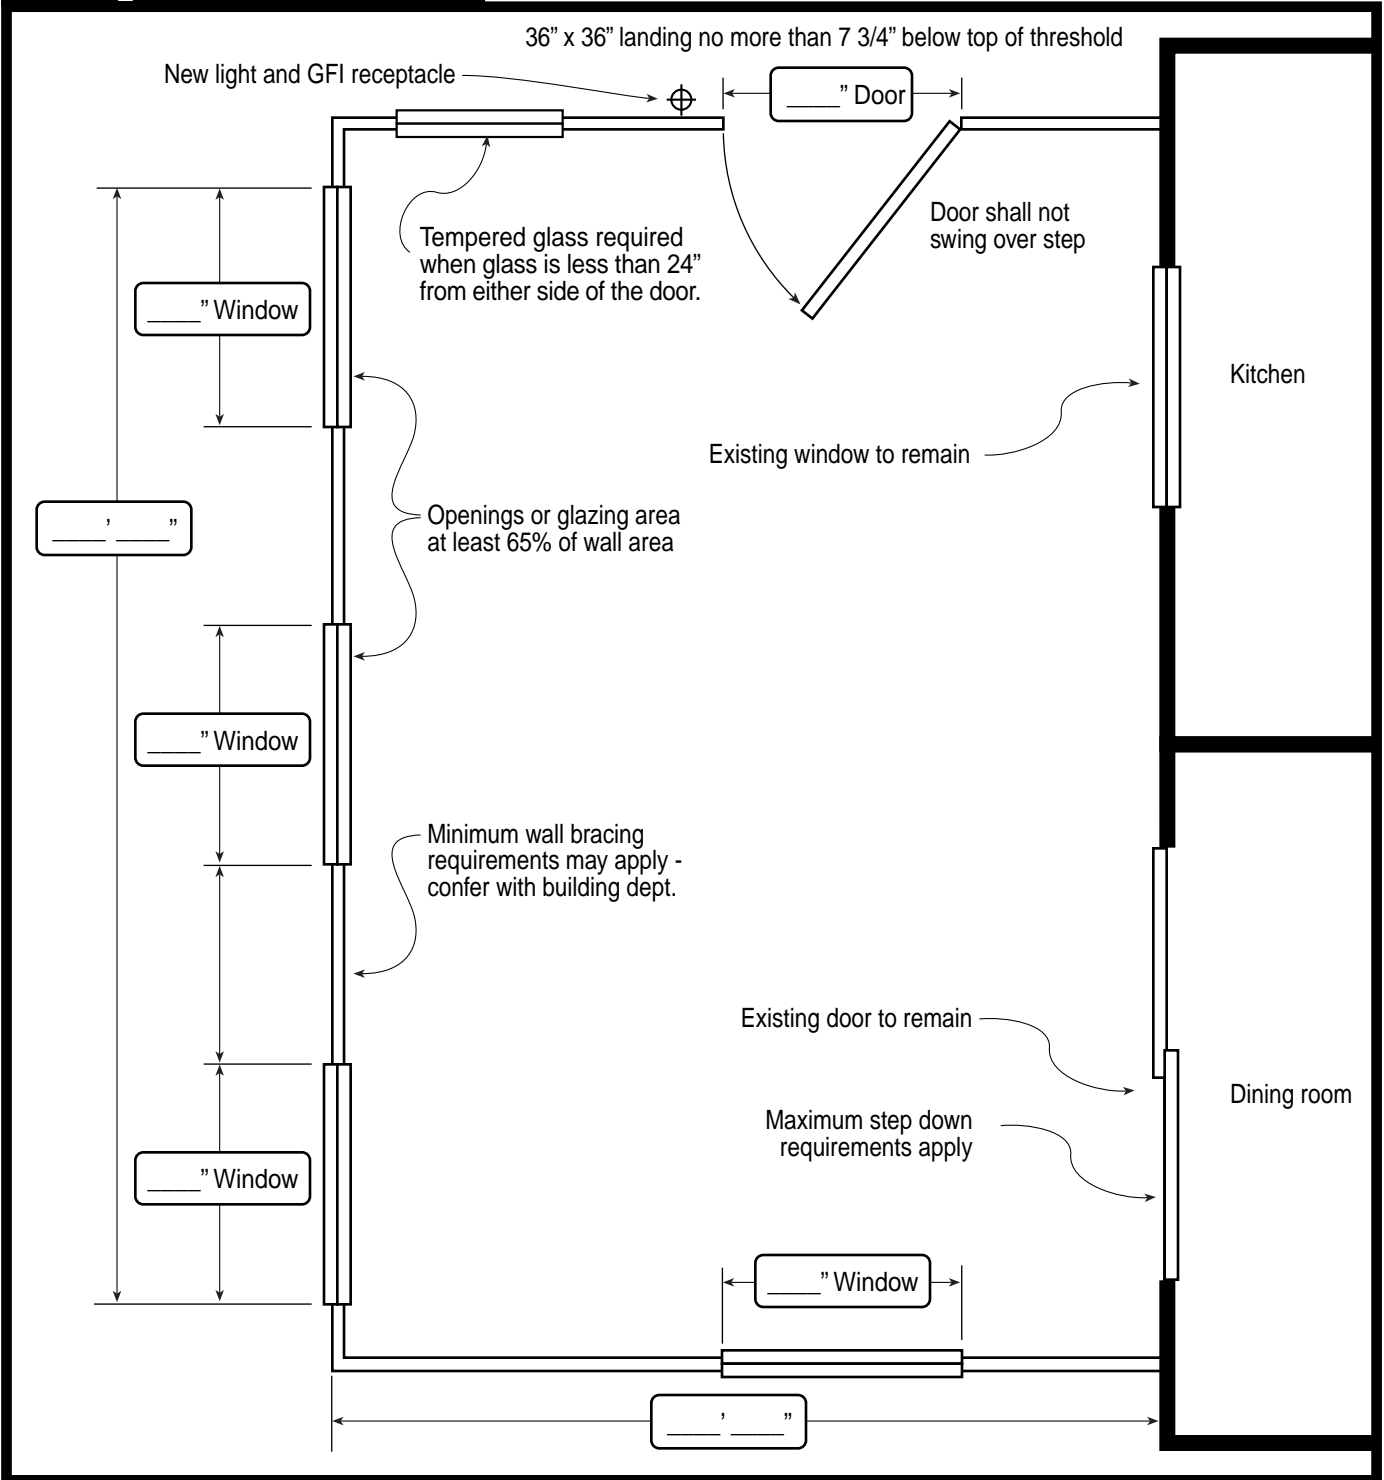 36” x 36” landing no more than 7 3/4” below top of threshold
New light and GFI receptacle
____” Door
Door shall not
swing over step
Tempered glass required
when glass is less than 24”
from either side of the door.
____” Window
Kitchen
Existing window to remain
____’ ____”
Openings or glazing area
at least 65% of wall area
____” Window
Minimum wall bracing
requirements may apply -
confer with building dept.
Existing door to remain
Dining room
Maximum step down
requirements apply
____” Window
____” Window
____’ ____”